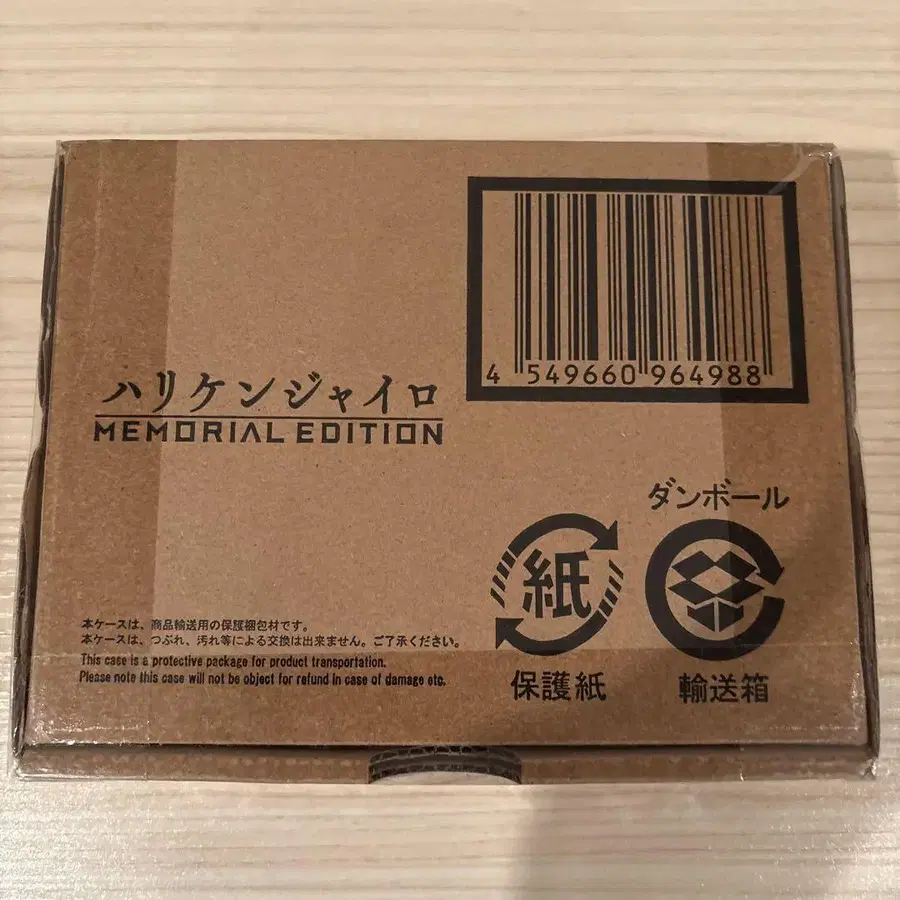 4 549660 964988
ハリケンジャイロ
MEMORIAL EDITION
ダンボール
紙
保護紙
輸送箱
本ケースは、商品輸送用の保護梱包材です。
本ケースは、つぶれ、汚れ等による交換は出来ません。ご了承ください。
This case is a protective package for product transportation.
Please note this case will not be object for refund in case of damage etc.